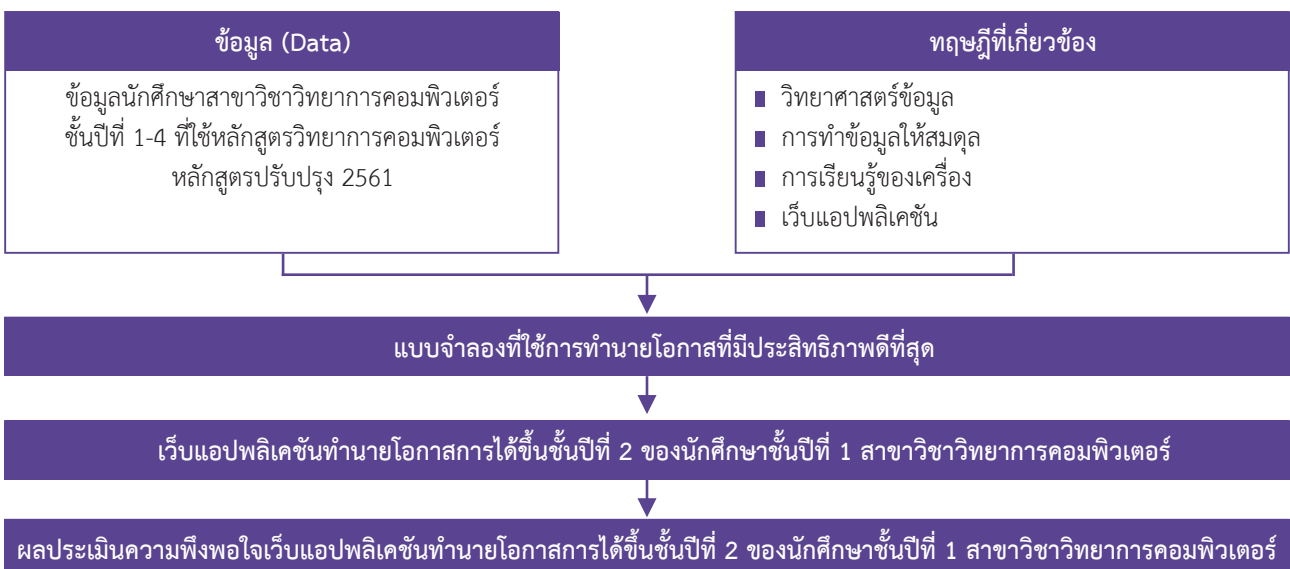 ข้อมูล (Data)
ข้อมูลนักศึกษาสาขาวิชาวิทยาการคอมพิวเตอร์
ชั้นปีที่ 1-4 ที่ใช้หลักสูตรวิทยาการคอมพิวเตอร์
หลักสูตรปรับปรุง 2561
ทฤษฎีที่เกี่ยวข้อง
วิทยาศาสตร์ข้อมูล
การทำข้อมูลให้สมดุล
การเรียนรู้ของเครื่อง
เว็บแอปพลิเคชัน
แบบจำลองที่ใช้การทำนายโอกาสที่มีประสิทธิภาพดีที่สุด
เว็บแอปพลิเคชันทำนายโอกาสการได้ขึ้นชั้นปีที่ 2 ของนักศึกษาชั้นปีที่ 1 สาขาวิชาวิทยาการคอมพิวเตอร์
ผลประเมินความพึงพอใจเว็บแอปพลิเคชันทำนายโอกาสการได้ขึ้นชั้นปีที่ 2 ของนักศึกษาชั้นปีที่ 1 สาขาวิชาวิทยาการคอมพิวเตอร์